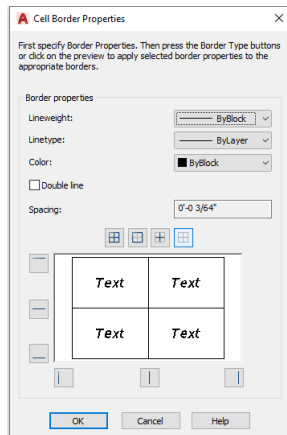 A Cell Border Properties
First specify Border Properties. Then press the Border Type buttons
or click on the preview to apply selected border properties to the
appropriate borders.
Border properties
Lineweight: ByBlock
Linetype: ByLayer
Color: ByBlock
Double line
Spacing: 0'-0 3/64"
Text Text
Text Text
OK Cancel Help